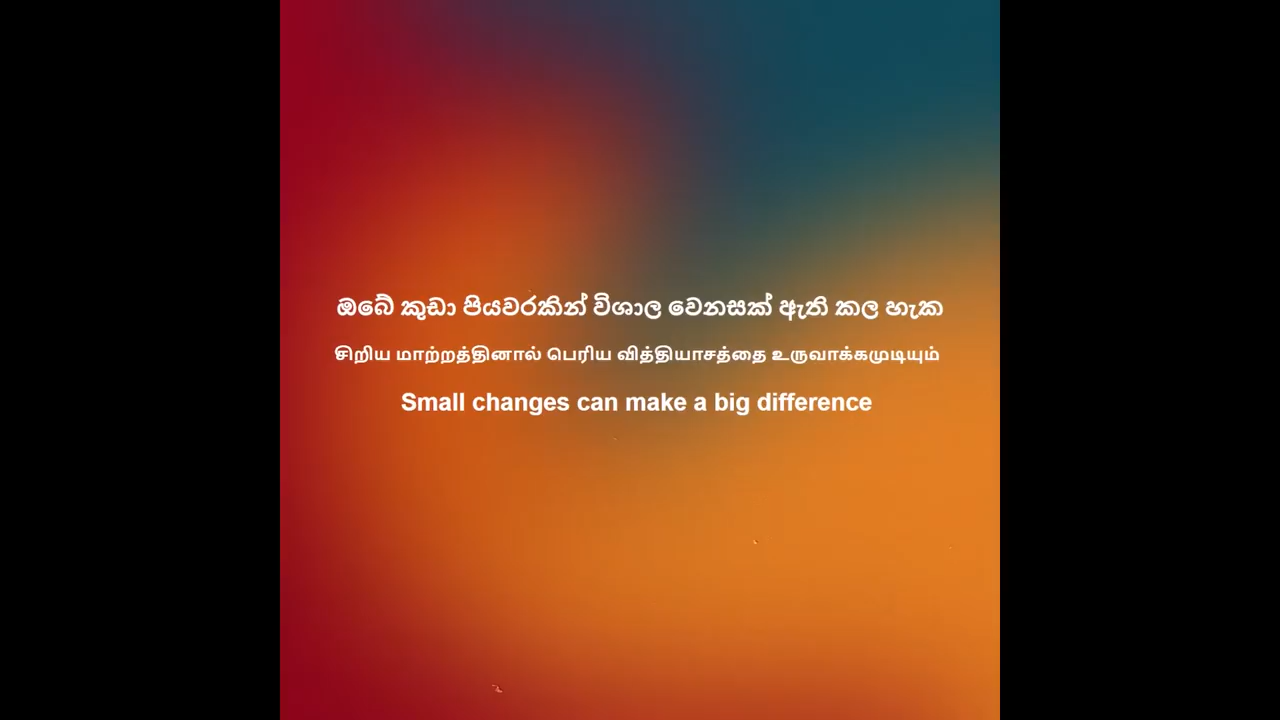 ඔබේ කුඩා පියවරකින් විශාල වෙනසක් ඇති කල හැක
சிறிய மாற்றத்தினால் பெரிய வித்தியாசத்தை உருவாக்கமுடியும்
Small changes can make a big difference